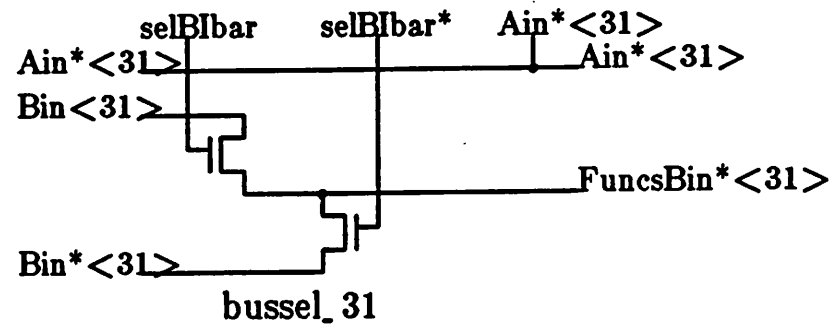 selBIbar selBIbar* Ain*<31>
Ain*<31> Ain*<31>
Bin<31>
FuncsBin*<31>
Bin*<31>
bussel_31